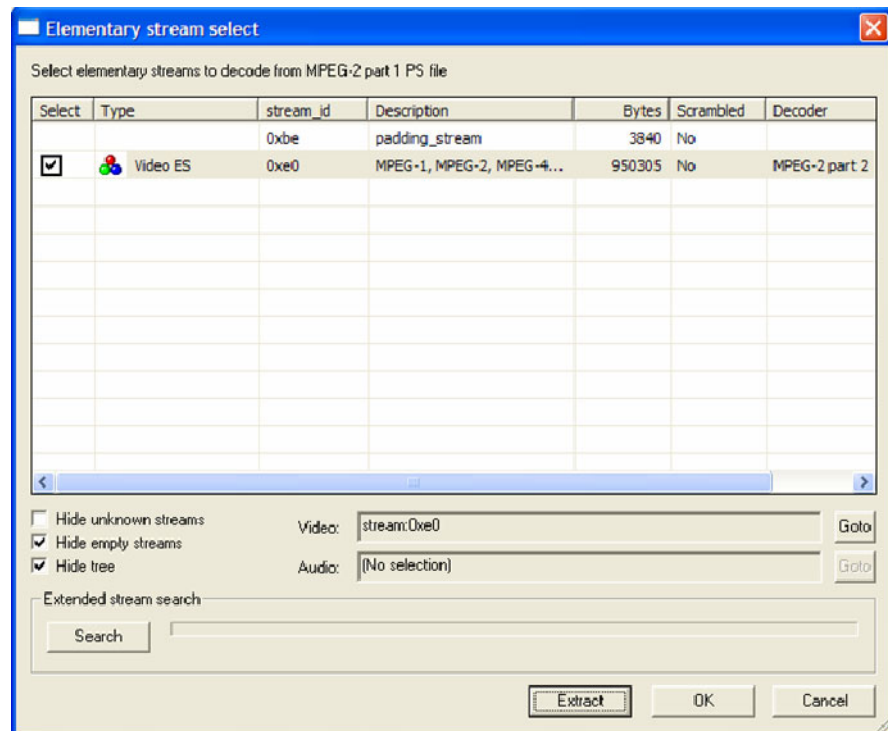 Elementary stream select
Select elementary streams to decode from MPEG-2 part 1 PS file
Select Type stream_id Description Bytes Scrambled Decoder
0xbe padding_stream 3840 No
Video ES 0xe0 MPEG-1, MPEG-2, MPEG-4... 950305 No MPEG-2 part 2
Hide unknown streams
Hide empty streams
Hide tree
Video: stream:0xe0 Goto
Audio: (No selection) Goto
Extended stream search
Search
Extract OK Cancel